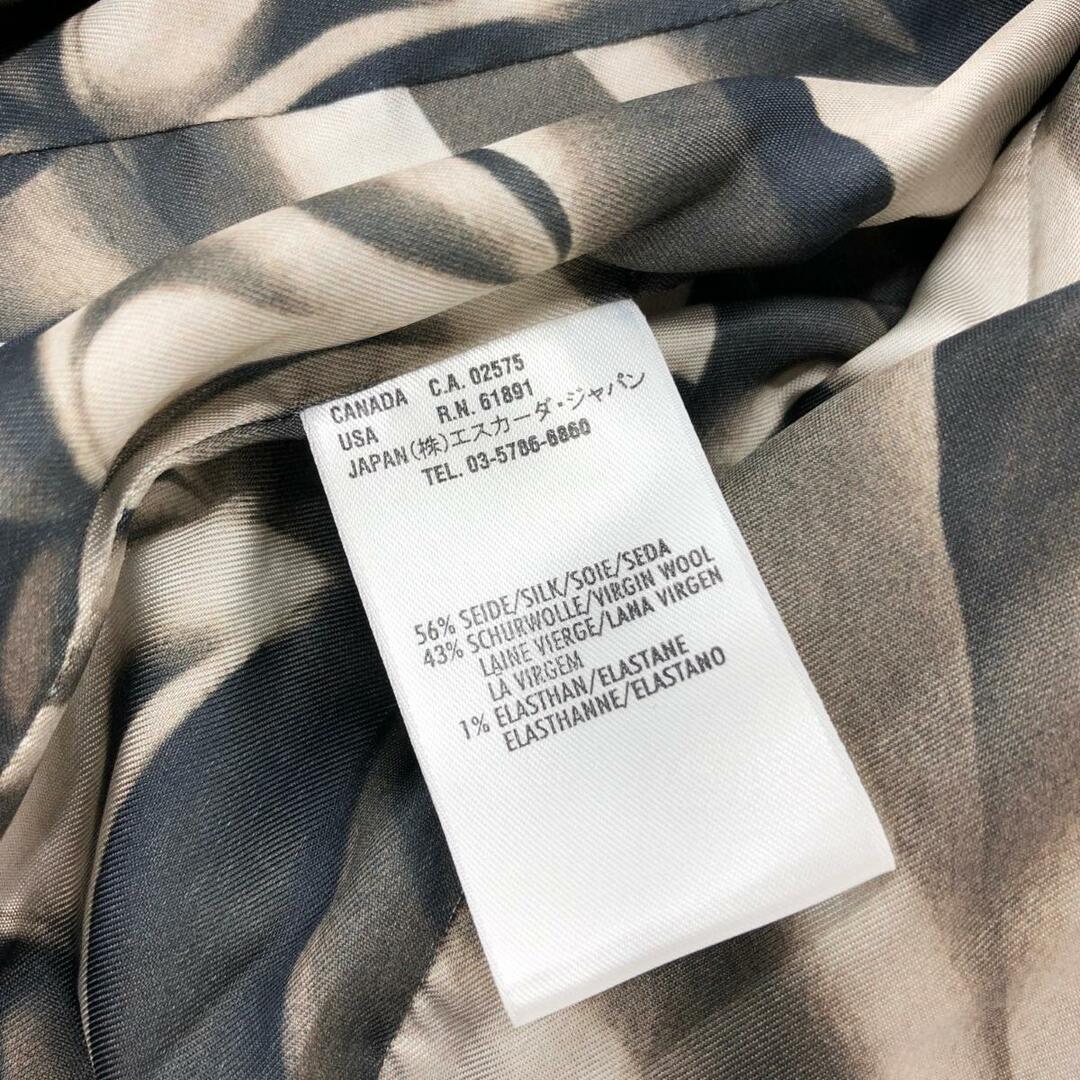 CANADA C.A. 02575
USA R.N. 61891
JAPAN(株)エスカーダ・ジャパン
TEL. 03-5786-6860
56% SEIDE/SILK/SOIE/SEDA
43% SCHURWOLLE/VIRGIN WOOL
LAINE VIERGE/LANA VIRGEN
LA VIRGEM
1% ELASTHAN/ELASTANE
ELASTHANNE/ELASTANO